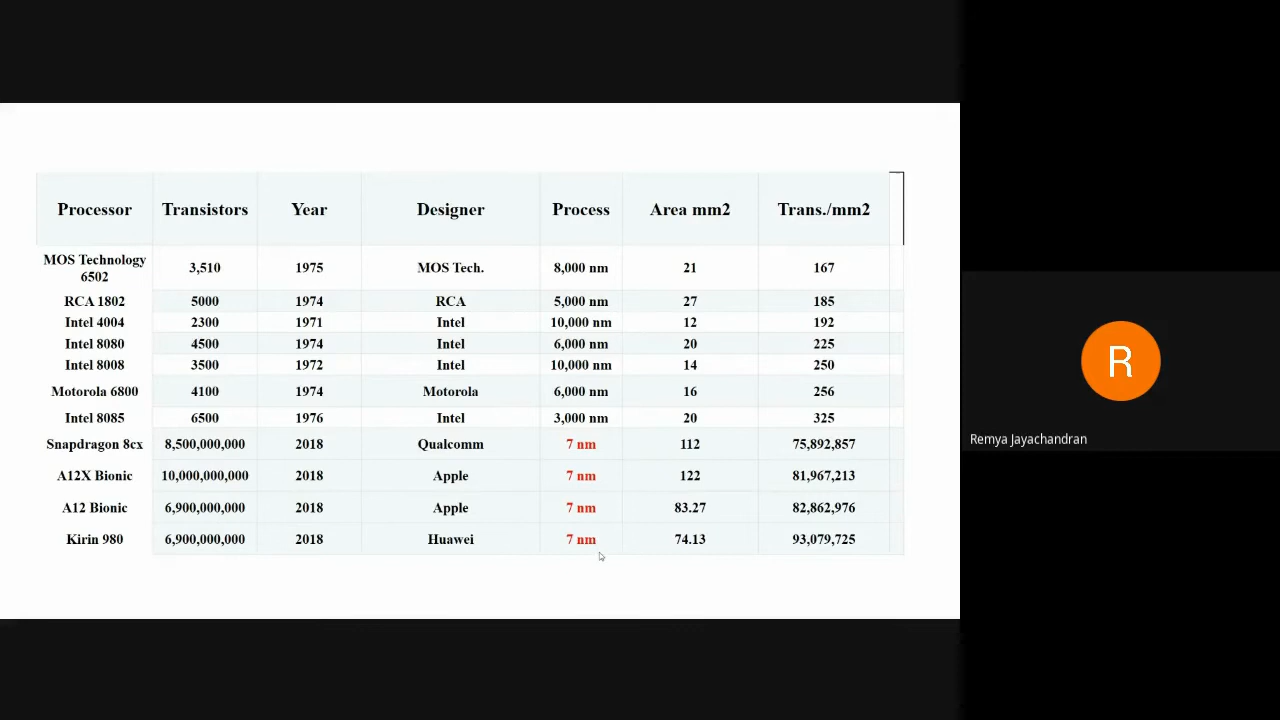 Processor Transistors Year Designer Process Area mm2 Trans./mm2
MOS Technology 6502 3,510 1975 MOS Tech. 8,000 nm 21 167
RCA 1802 5000 1974 RCA 5,000 nm 27 185
Intel 4004 2300 1971 Intel 10,000 nm 12 192
Intel 8080 4500 1974 Intel 6,000 nm 20 225
Intel 8008 3500 1972 Intel 10,000 nm 14 250
Motorola 6800 4100 1974 Motorola 6,000 nm 16 256
Intel 8085 6500 1976 Intel 3,000 nm 20 325
Snapdragon 8cx 8,500,000,000 2018 Qualcomm 7 nm 112 75,892,857
A12X Bionic 10,000,000,000 2018 Apple 7 nm 122 81,967,213
A12 Bionic 6,900,000,000 2018 Apple 7 nm 83.27 82,862,976
Kirin 980 6,900,000,000 2018 Huawei 7 nm 74.13 93,079,725
R
Remya Jayachandran